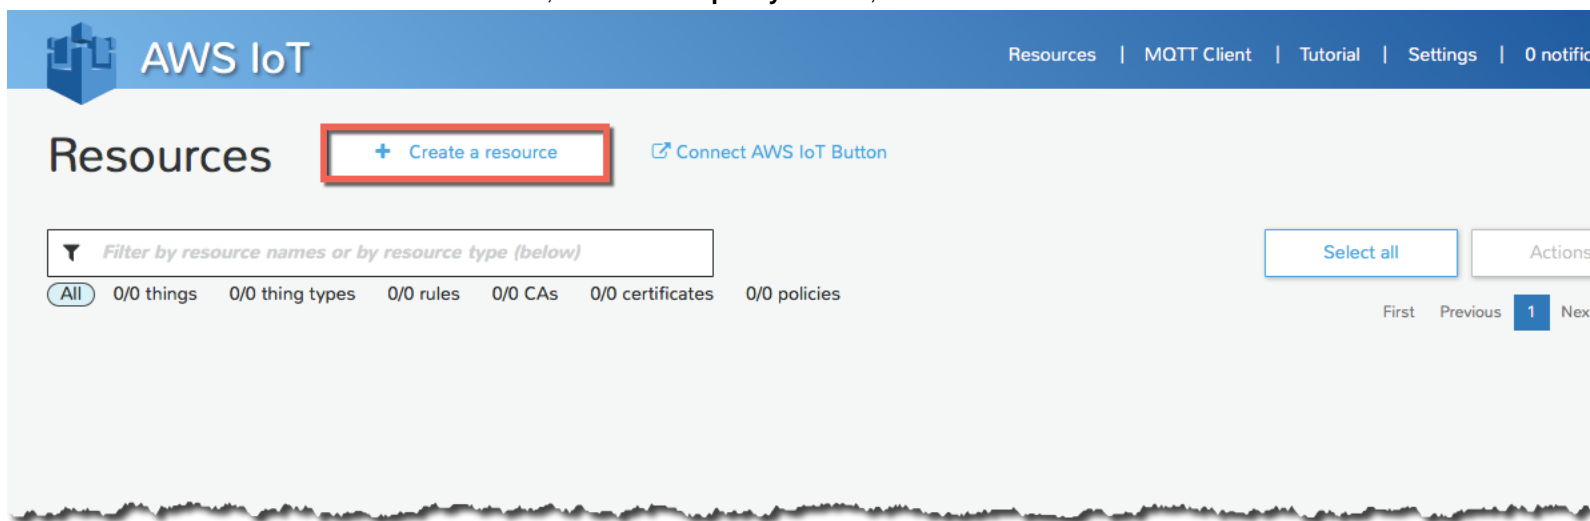 AWS IoT
Resources | MQTT Client | Tutorial | Settings | 0 notific
Resources
+ Create a resource
Connect AWS IoT Button
Filter by resource names or by resource type (below)
Select all
Actions
All 0/0 things 0/0 thing types 0/0 rules 0/0 CAs 0/0 certificates 0/0 policies
First Previous 1 Nex